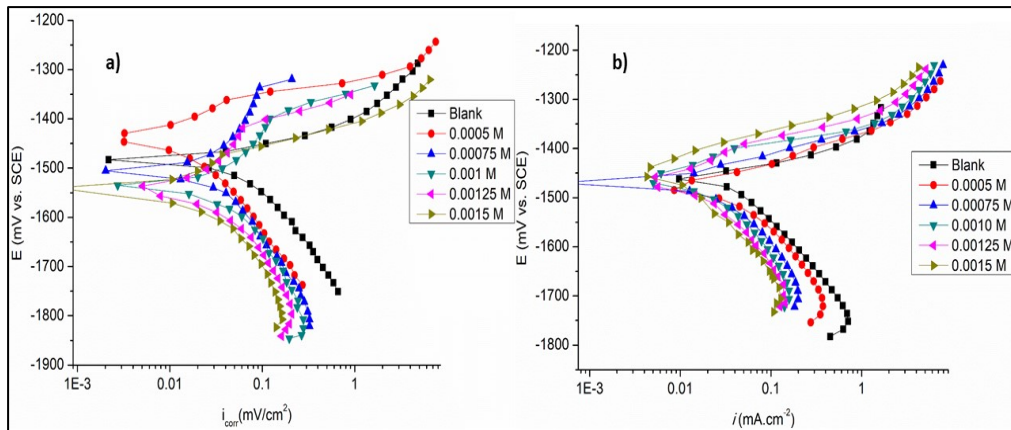 a)
E (mV vs. SCE)
-1200
-1300
-1400
-1500
-1600
-1700
-1800
-1900
1E-3
0.01
0.1
1
i_corr(mV/cm²)
Blank
0.0005 M
0.00075 M
0.001 M
0.00125 M
0.0015 M
b)
E (mV vs. SCE)
-1200
-1300
-1400
-1500
-1600
-1700
-1800
1E-3
0.01
0.1
1
i(mA.cm⁻²)
Blank
0.0005 M
0.00075 M
0.0010 M
0.00125 M
0.0015 M